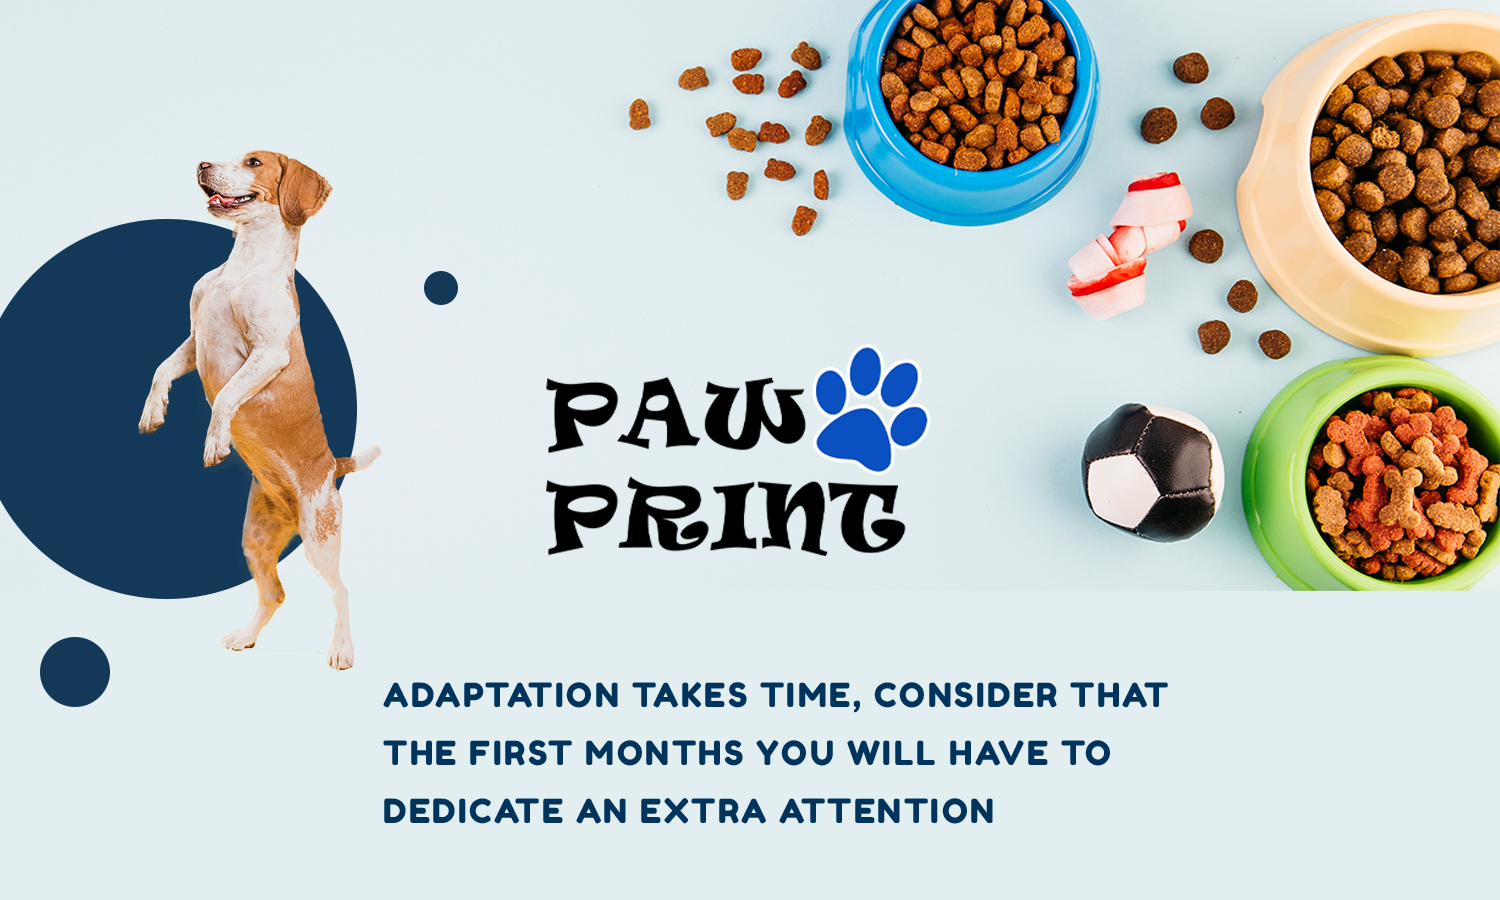 PAW
PRINT
ADAPTATION TAKES TIME, CONSIDER THAT
THE FIRST MONTHS YOU WILL HAVE TO
DEDICATE AN EXTRA ATTENTION